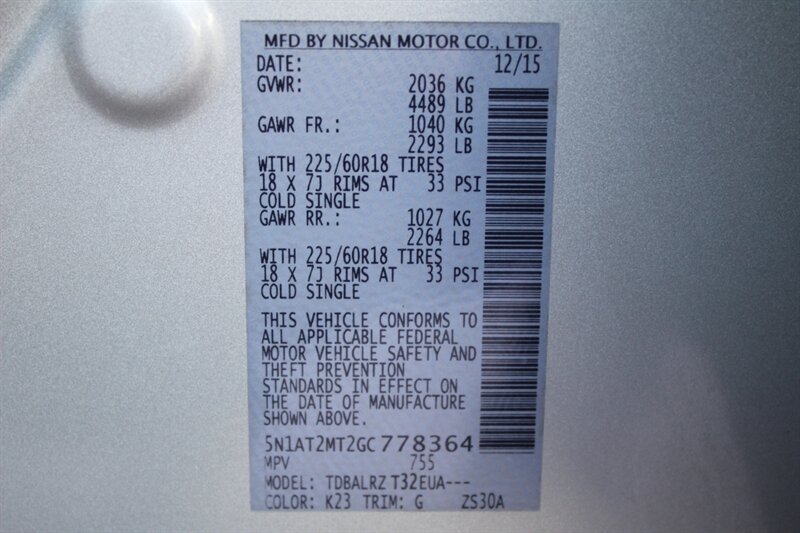 MFD BY NISSAN MOTOR CO., LTD.
DATE: 12/15
GVWR: 2036 KG
4489 LB
GAWR FR.: 1040 KG
2293 LB
WITH 225/60R18 TIRES
18 X 7J RIMS AT 33 PSI
COLD SINGLE
GAWR RR.: 1027 KG
2264 LB
WITH 225/60R18 TIRES
18 X 7J RIMS AT 33 PSI
COLD SINGLE
THIS VEHICLE CONFORMS TO
ALL APPLICABLE FEDERAL
MOTOR VEHICLE SAFETY AND
THEFT PREVENTION
STANDARDS IN EFFECT ON
THE DATE OF MANUFACTURE
SHOWN ABOVE.
5N1AT2MT2GC778364
MPV 755
MODEL: TDBALRZ T32EUA---
COLOR: K23 TRIM: G ZS30A